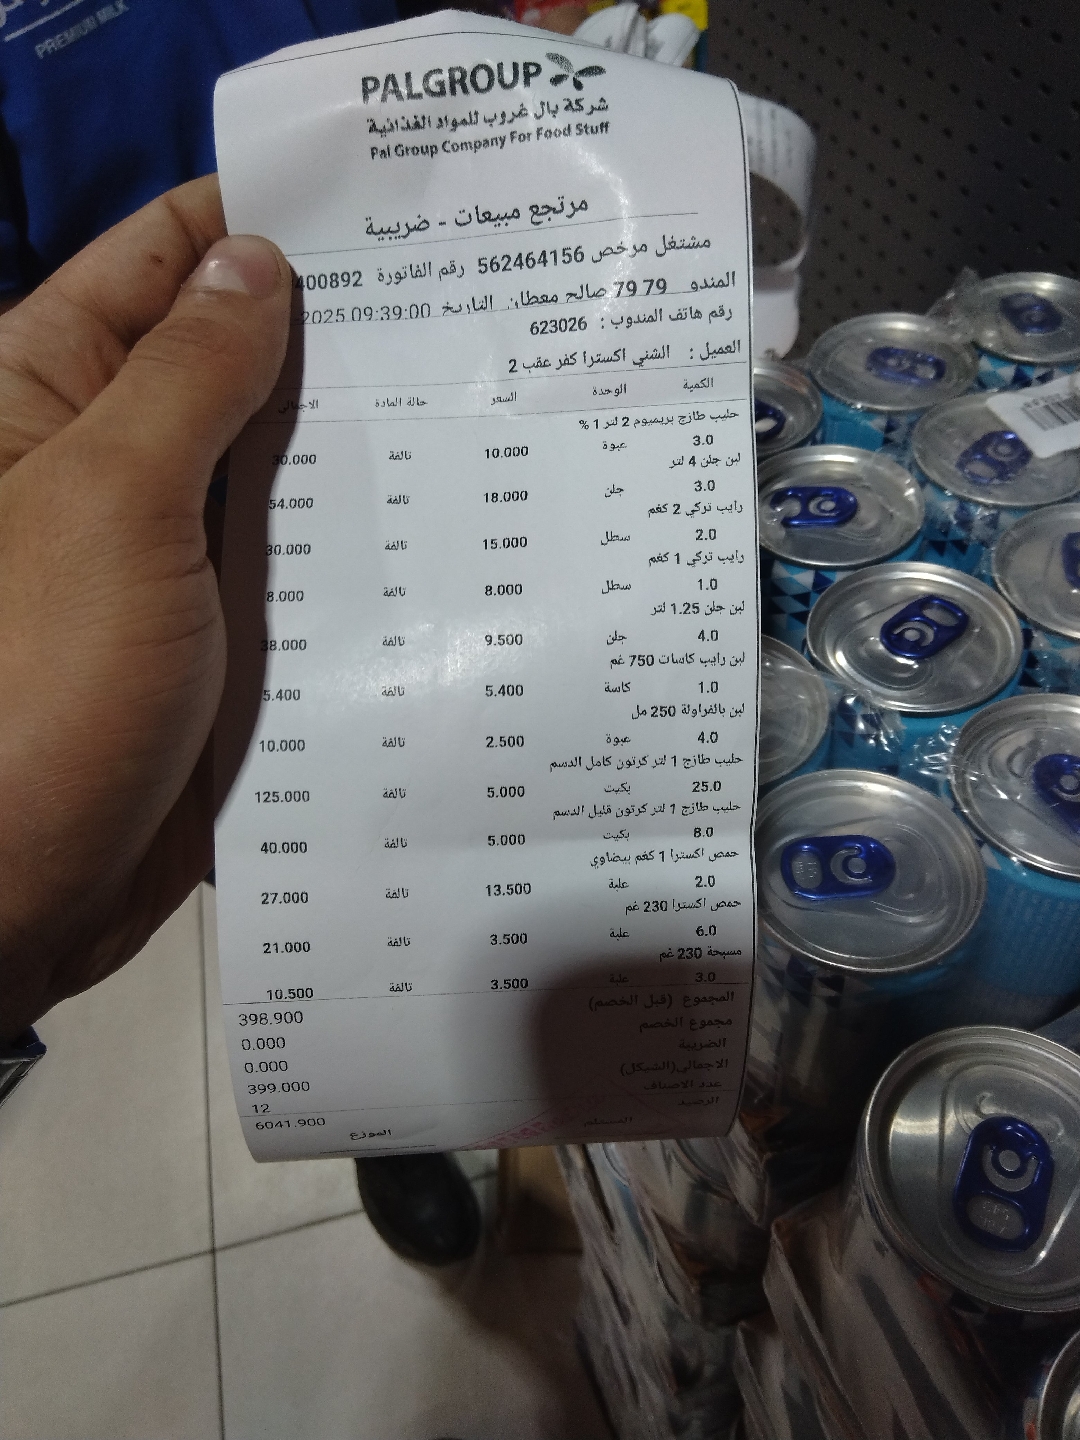 PREMIUM MILK
PALGROUP
شركة بال غروب للمواد الغذائية
Pal Group Company For Food Stuff
مرتجع مبيعات - ضريبية
مشتغل مرخص 562464156 رقم الفاتورة 400892
المندو 79 79 صالح معطان التاريخ 2025 09:39:00
رقم هاتف المندوب : 623026
العميل : الشني اكسترا كفر عقب 2
الكمية الوحدة السعر حالة المادة الاجمالي
حليب طازج بريميوم 2 لتر 1 %
3.0 عبوة 10.000 تالفة 30.000
لبن جلن 4 لتر
3.0 جلن 18.000 تالفة 54.000
رايب تركي 2 كغم
2.0 سطل 15.000 تالفة 30.000
رايب تركي 1 كغم
1.0 سطل 8.000 تالفة 8.000
لبن جلن 1.25 لتر
4.0 جلن 9.500 تالفة 38.000
لبن رايب كاسات 750 غم
1.0 كاسة 5.400 تالفة 5.400
لبن بالفراولة 250 مل
4.0 عبوة 2.500 تالفة 10.000
حليب طازج 1 لتر كرتون كامل الدسم
25.0 بكيت 5.000 تالفة 125.000
حليب طازج 1 لتر كرتون قليل الدسم
8.0 بكيت 5.000 تالفة 40.000
حمص اكسترا 1 كغم بيضاوي
2.0 علبة 13.500 تالفة 27.000
حمص اكسترا 230 غم
6.0 علبة 3.500 تالفة 21.000
مسبحة 230 غم
3.0 علبة 3.500 تالفة 10.500
المجموع (قبل الخصم) 398.900
مجموع الخصم 0.000
الضريبة 0.000
الاجمالي(الشيكل) 399.000
عدد الاصناف 12
الرصيد 6041.900
المستلم الموزع